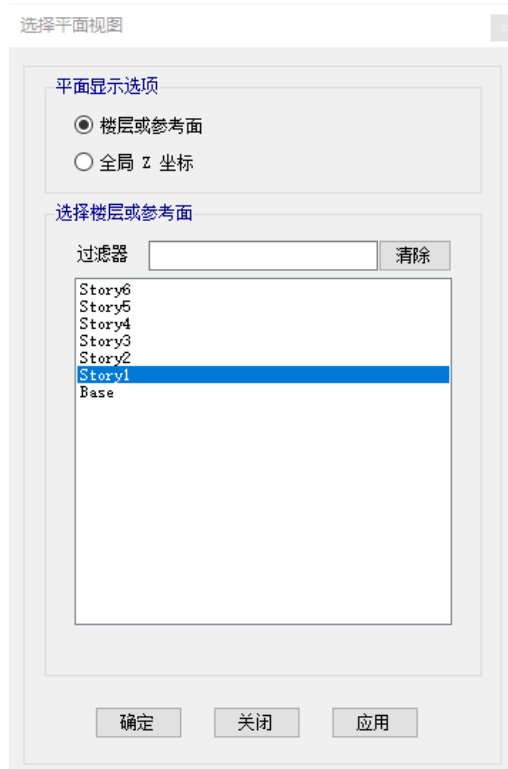 选择平面视图
平面显示选项
楼层或参考面
全局 Z 坐标
选择楼层或参考面
过滤器 清除
Story6
Story5
Story4
Story3
Story2
Story1
Base
确定 关闭 应用